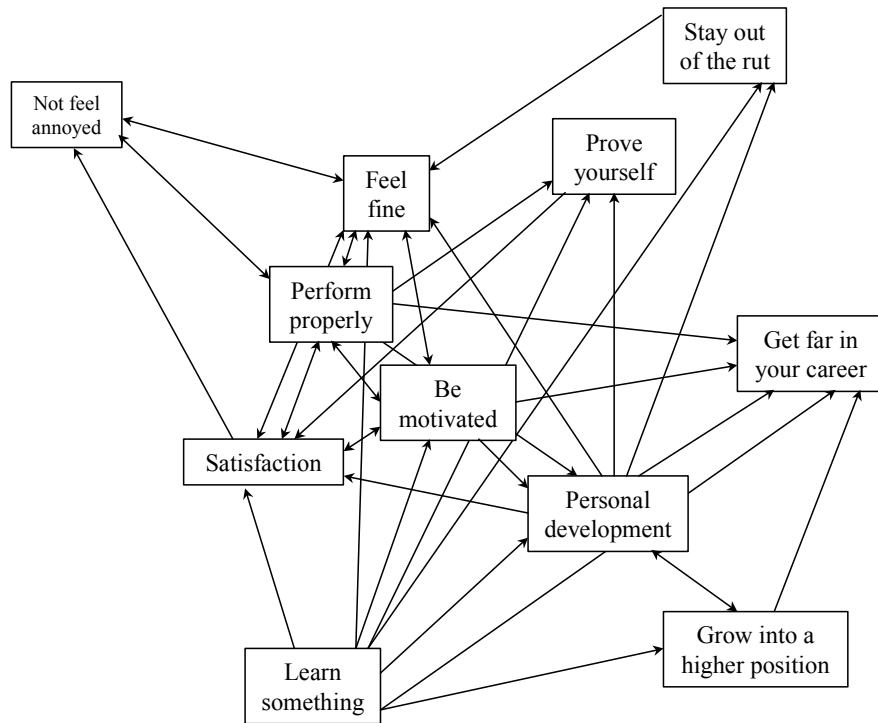 Stay out
of the rut
Not feel
annoyed
Prove
yourself
Feel
fine
Perform
properly
Get far in
your career
Be
motivated
Satisfaction
Personal
development
Grow into a
higher position
Learn
something